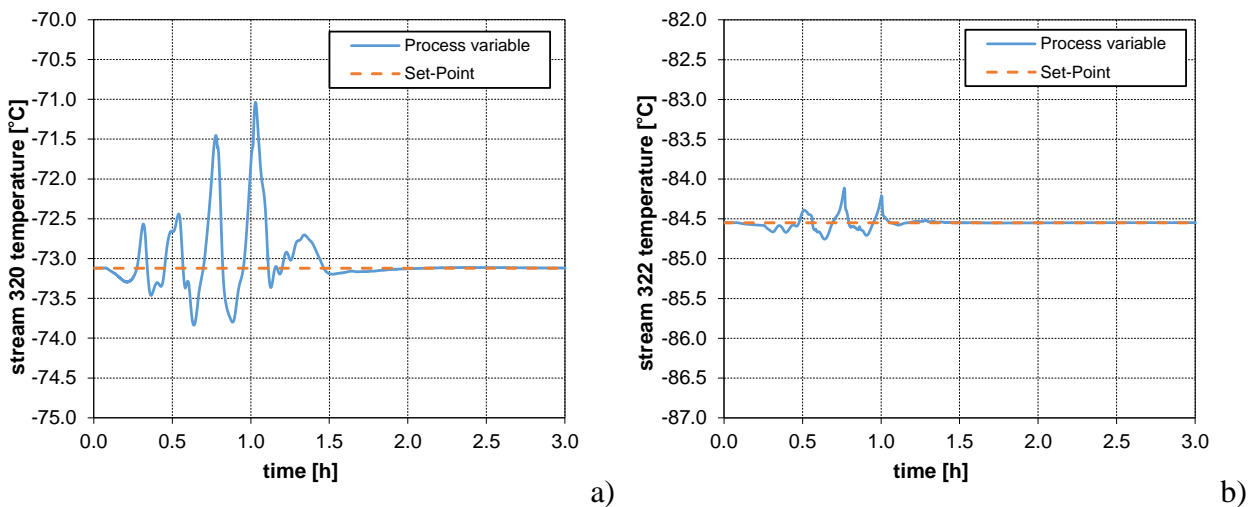 -70.0
-70.5
-71.0
-71.5
-72.0
-72.5
-73.0
-73.5
-74.0
-74.5
-75.0
stream 320 temperature [°C]
Process variable
Set-Point
0.0 0.5 1.0 1.5 2.0 2.5 3.0
time [h]
a)
-82.0
-82.5
-83.0
-83.5
-84.0
-84.5
-85.0
-85.5
-86.0
-86.5
-87.0
stream 322 temperature [°C]
Process variable
Set-Point
0.0 0.5 1.0 1.5 2.0 2.5 3.0
time [h]
b)